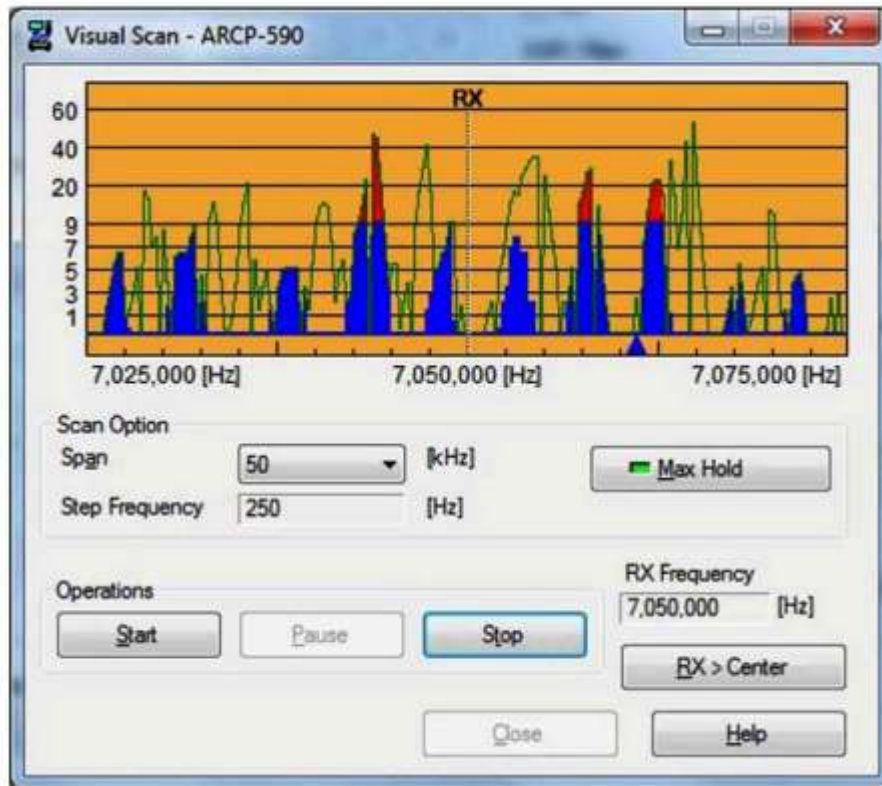 Visual Scan - ARCP-590
RX
60
40
20
9
7
5
3
1
7,025,000 [Hz] 7,050,000 [Hz] 7,075,000 [Hz]
Scan Option
Span 50 [kHz]
Max Hold
Step Frequency 250 [Hz]
RX Frequency
Operations
7,050,000 [Hz]
Start Pause Stop
RX > Center
Close Help